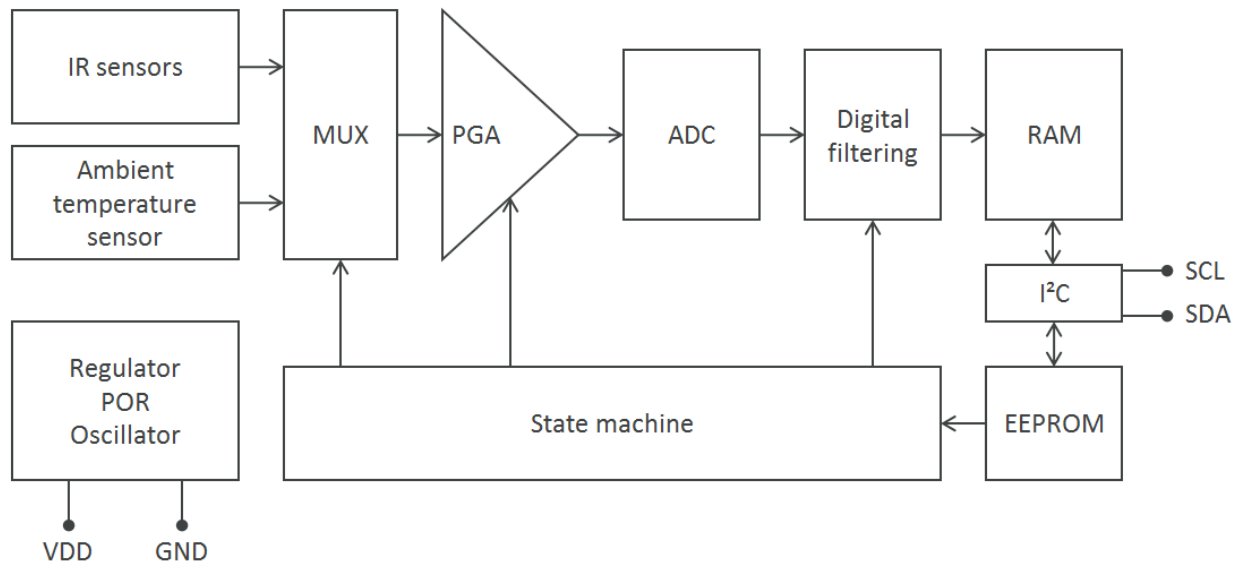 IR sensors
MUX
PGA
ADC
Digital
filtering
RAM
Ambient
temperature
sensor
I²C
SCL
SDA
Regulator
POR
Oscillator
State machine
EEPROM
VDD
GND